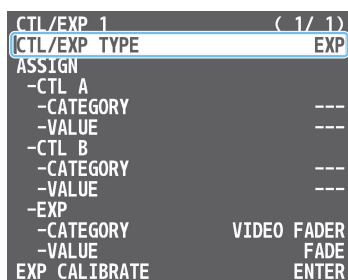 CTL/EXP 1 ( 1/ 1)
CTL/EXP TYPE EXP
ASSIGN
-CTL A
-CATEGORY ---
-VALUE ---
-CTL B
-CATEGORY ---
-VALUE ---
-EXP
-CATEGORY VIDEO FADER
-VALUE FADE
EXP CALIBRATE ENTER